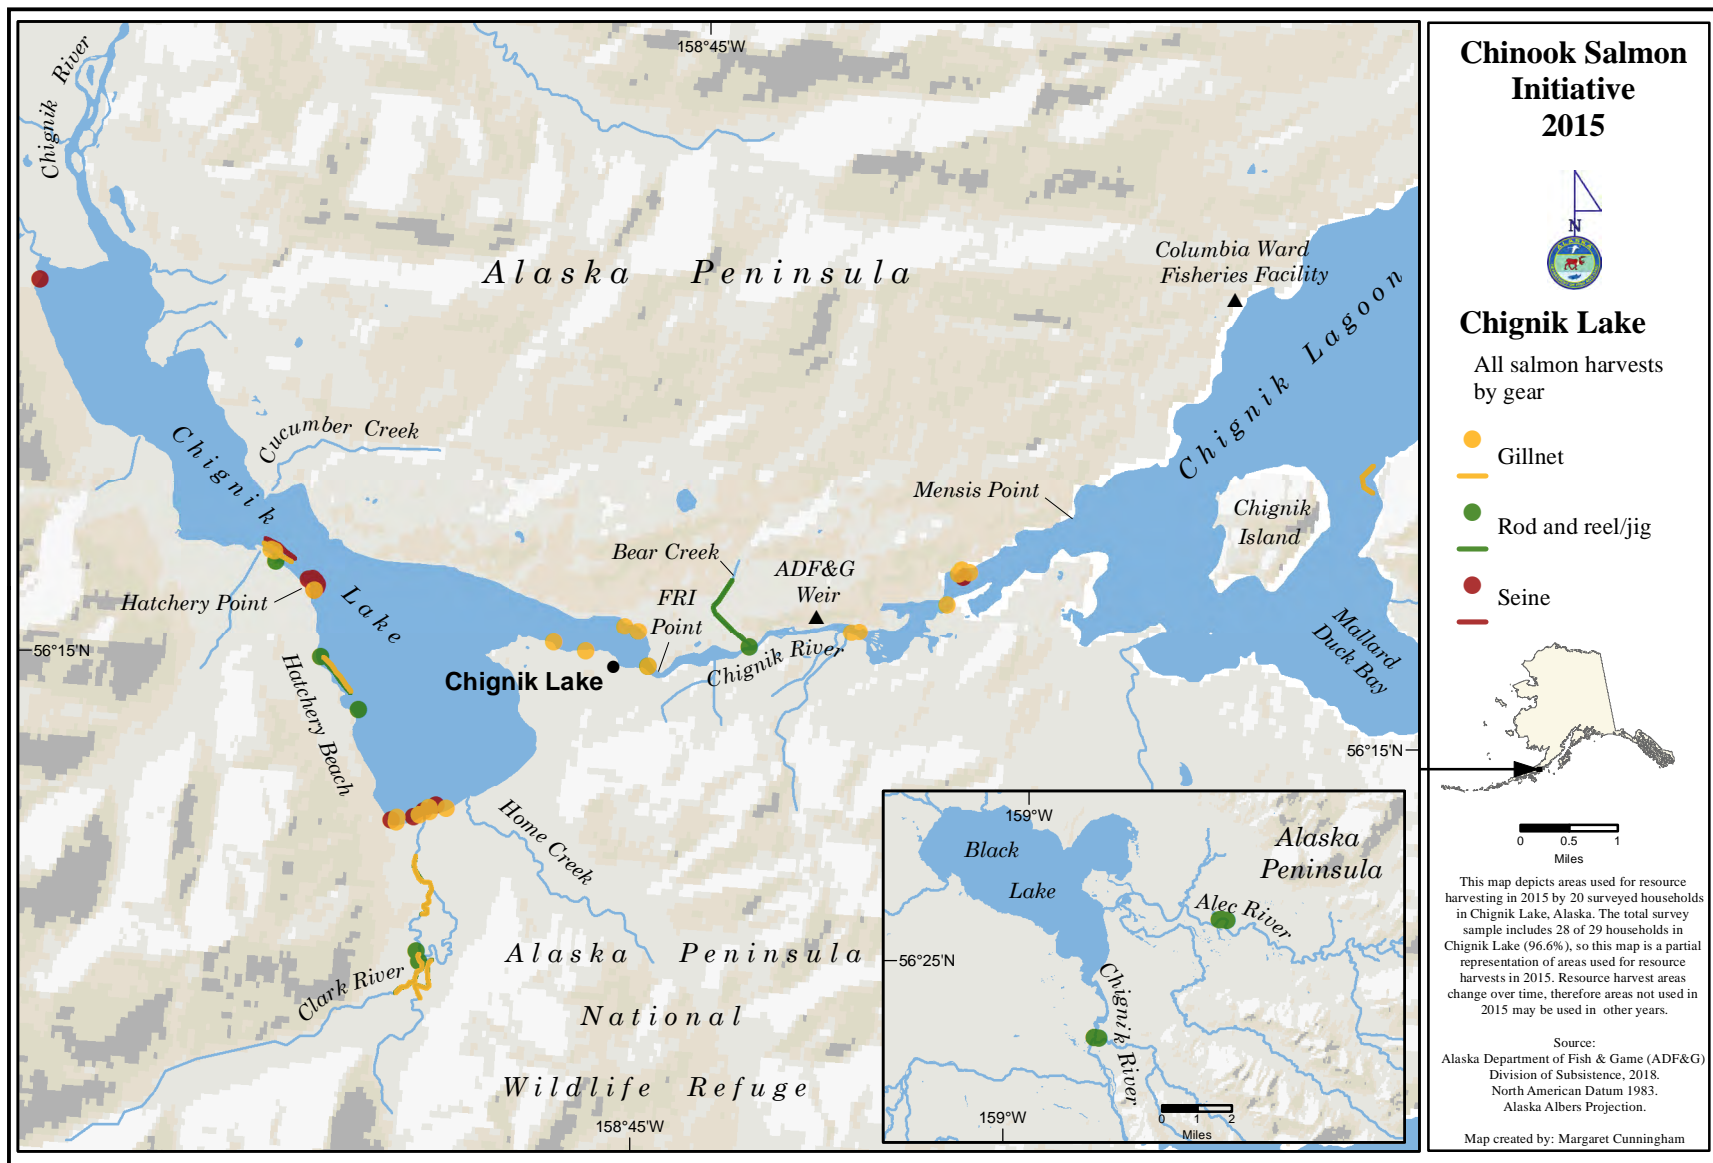 158°45'W
Chignik River
Alaska Peninsula
Columbia Ward
Fisheries Facility
Chignik Lagoon
Cucumber Creek
Chignik
Lake
Mensis Point
Chignik
Island
Bear Creek
ADF&G
Weir
FRI
Point
Hatchery Point
Chignik River
Mallard
Duck Bay
56°15'N
Chignik Lake
Hatchery Beach
56°15'N
Home Creek
Clark River
Alaska Peninsula
National
Wildlife Refuge
158°45'W
159°W
Black
Lake
Alaska
Peninsula
Alec River
56°25'N
Chignik River
159°W
0 1 2
Miles
Chinook Salmon
Initiative
2015
N
Chignik Lake
All salmon harvests
by gear
Gillnet
Rod and reel/jig
Seine
0 0.5 1
Miles
This map depicts areas used for resource
harvesting in 2015 by 20 surveyed households
in Chignik Lake, Alaska. The total survey
sample includes 28 of 29 households in
Chignik Lake (96.6%), so this map is a partial
representation of areas used for resource
harvests in 2015. Resource harvest areas
change over time, therefore areas not used in
2015 may be used in other years.
Source:
Alaska Department of Fish & Game (ADF&G)
Division of Subsistence, 2018.
North American Datum 1983.
Alaska Albers Projection.
Map created by: Margaret Cunningham